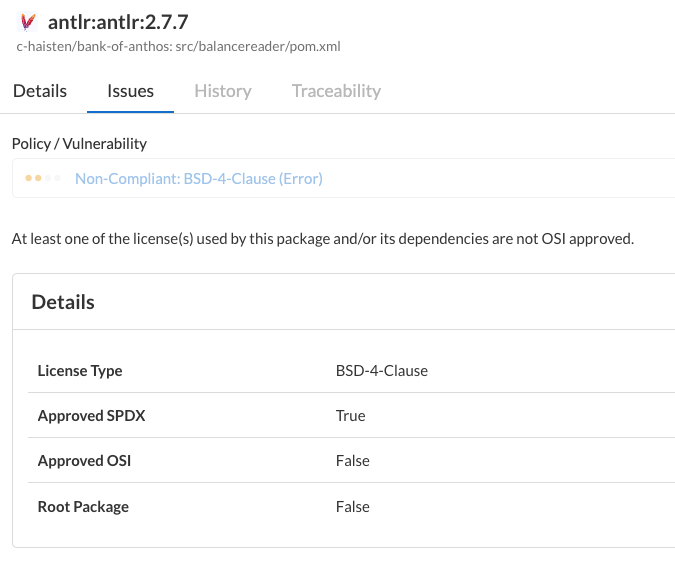 antlr:antlr:2.7.7
c-haisten/bank-of-anthos: src/balancereader/pom.xml
Details Issues History Traceability
Policy / Vulnerability
Non-Compliant: BSD-4-Clause (Error)
At least one of the license(s) used by this package and/or its dependencies are not OSI approved.
Details
License Type BSD-4-Clause
Approved SPDX True
Approved OSI False
Root Package False